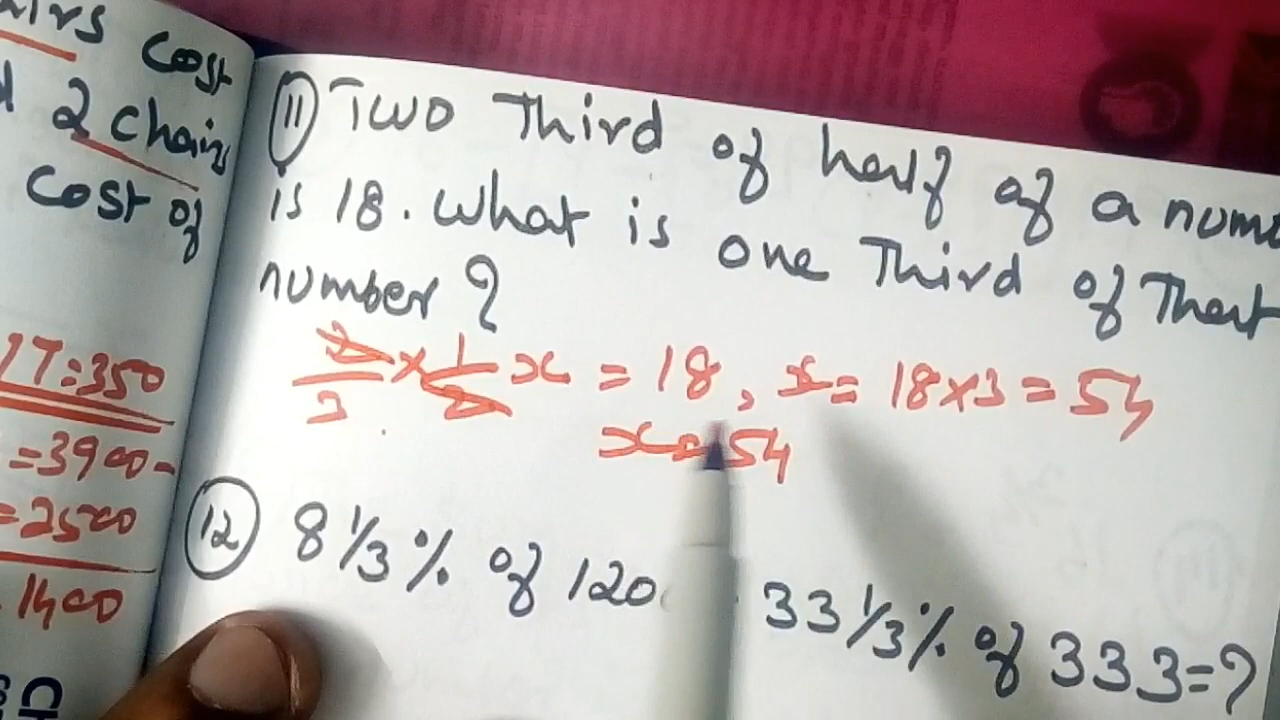 airs cost
2 chairs
cost of
17:350
=3900-
=2500
1400
(11) Two Third of half of a num
is 18. What is one Third of That
number ?
2/3 × 1/2 x = 18, x = 18×3 = 54
x = 54
(12) 8 1/3 % of 120 33 1/3 % of 333=?